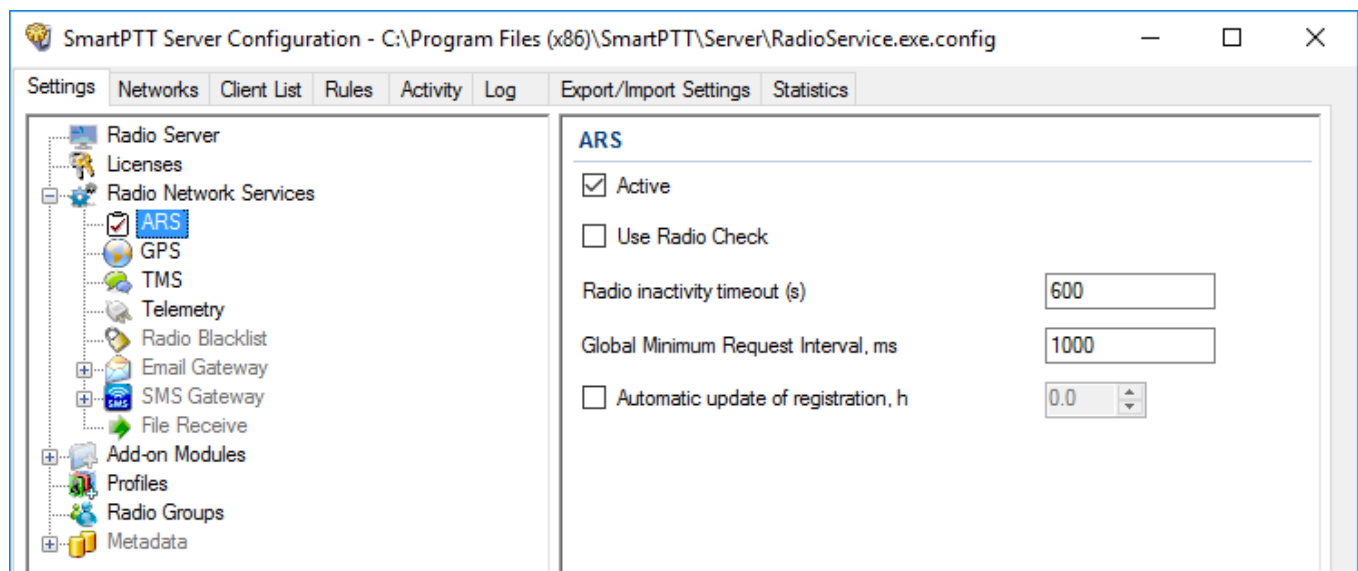 SmartPTT Server Configuration - C:\Program Files (x86)\SmartPTT\Server\RadioService.exe.config
Settings Networks Client List Rules Activity Log Export/Import Settings Statistics
Radio Server
Licenses
Radio Network Services
ARS
GPS
TMS
Telemetry
Radio Blacklist
Email Gateway
SMS
SMS Gateway
File Receive
Add-on Modules
Profiles
Radio Groups
Metadata
ARS
Active
Use Radio Check
Radio inactivity timeout (s) 600
Global Minimum Request Interval, ms 1000
Automatic update of registration, h 0.0